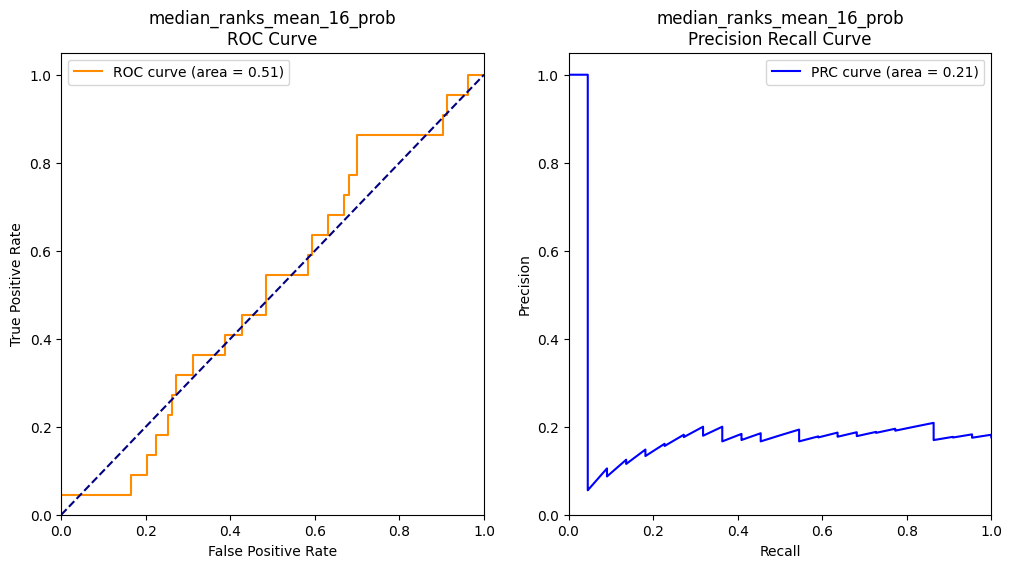 median_ranks_mean_16_prob
ROC Curve
ROC curve (area = 0.51)
1.0
0.8
0.6
0.4
0.2
0.0
True Positive Rate
0.0 0.2 0.4 0.6 0.8 1.0
False Positive Rate
median_ranks_mean_16_prob
Precision Recall Curve
PRC curve (area = 0.21)
1.0
0.8
0.6
0.4
0.2
0.0
Precision
0.0 0.2 0.4 0.6 0.8 1.0
Recall